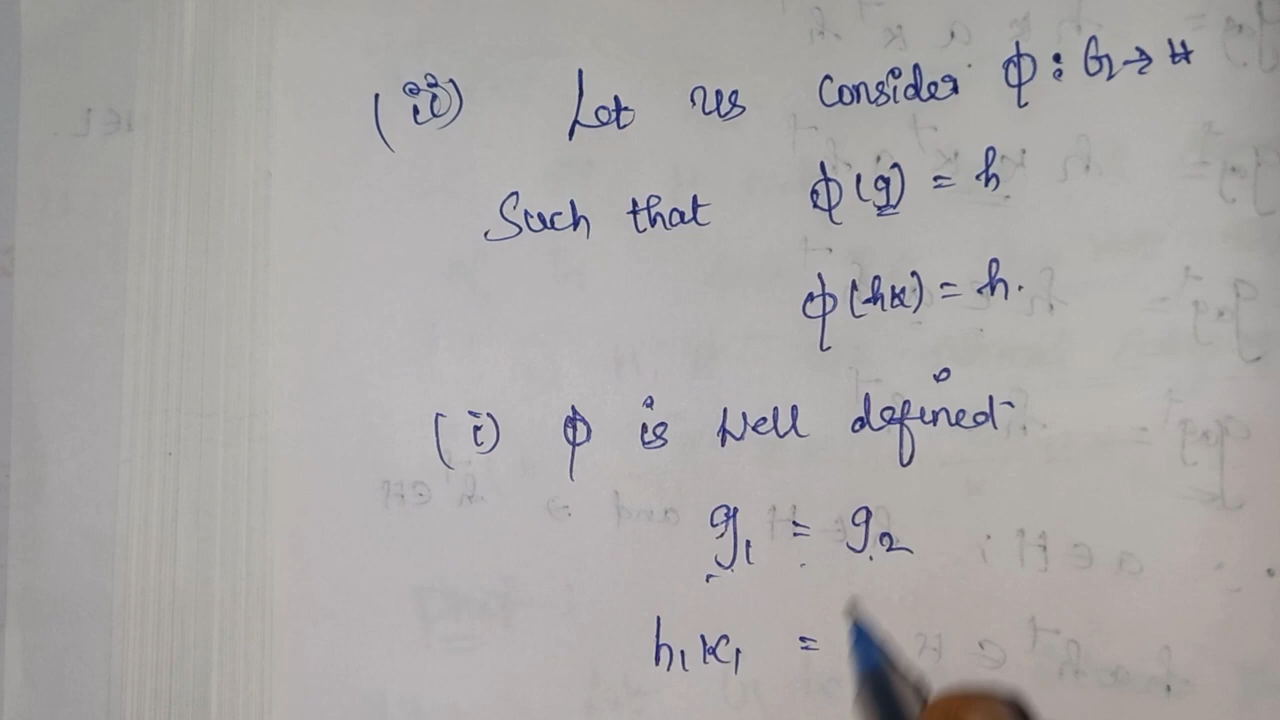 (ii) Let us consider ϕ : G → H
Such that ϕ(g) = h
ϕ(hk) = h.
(i) ϕ is well defined
g₁ = g₂
h₁k₁ =